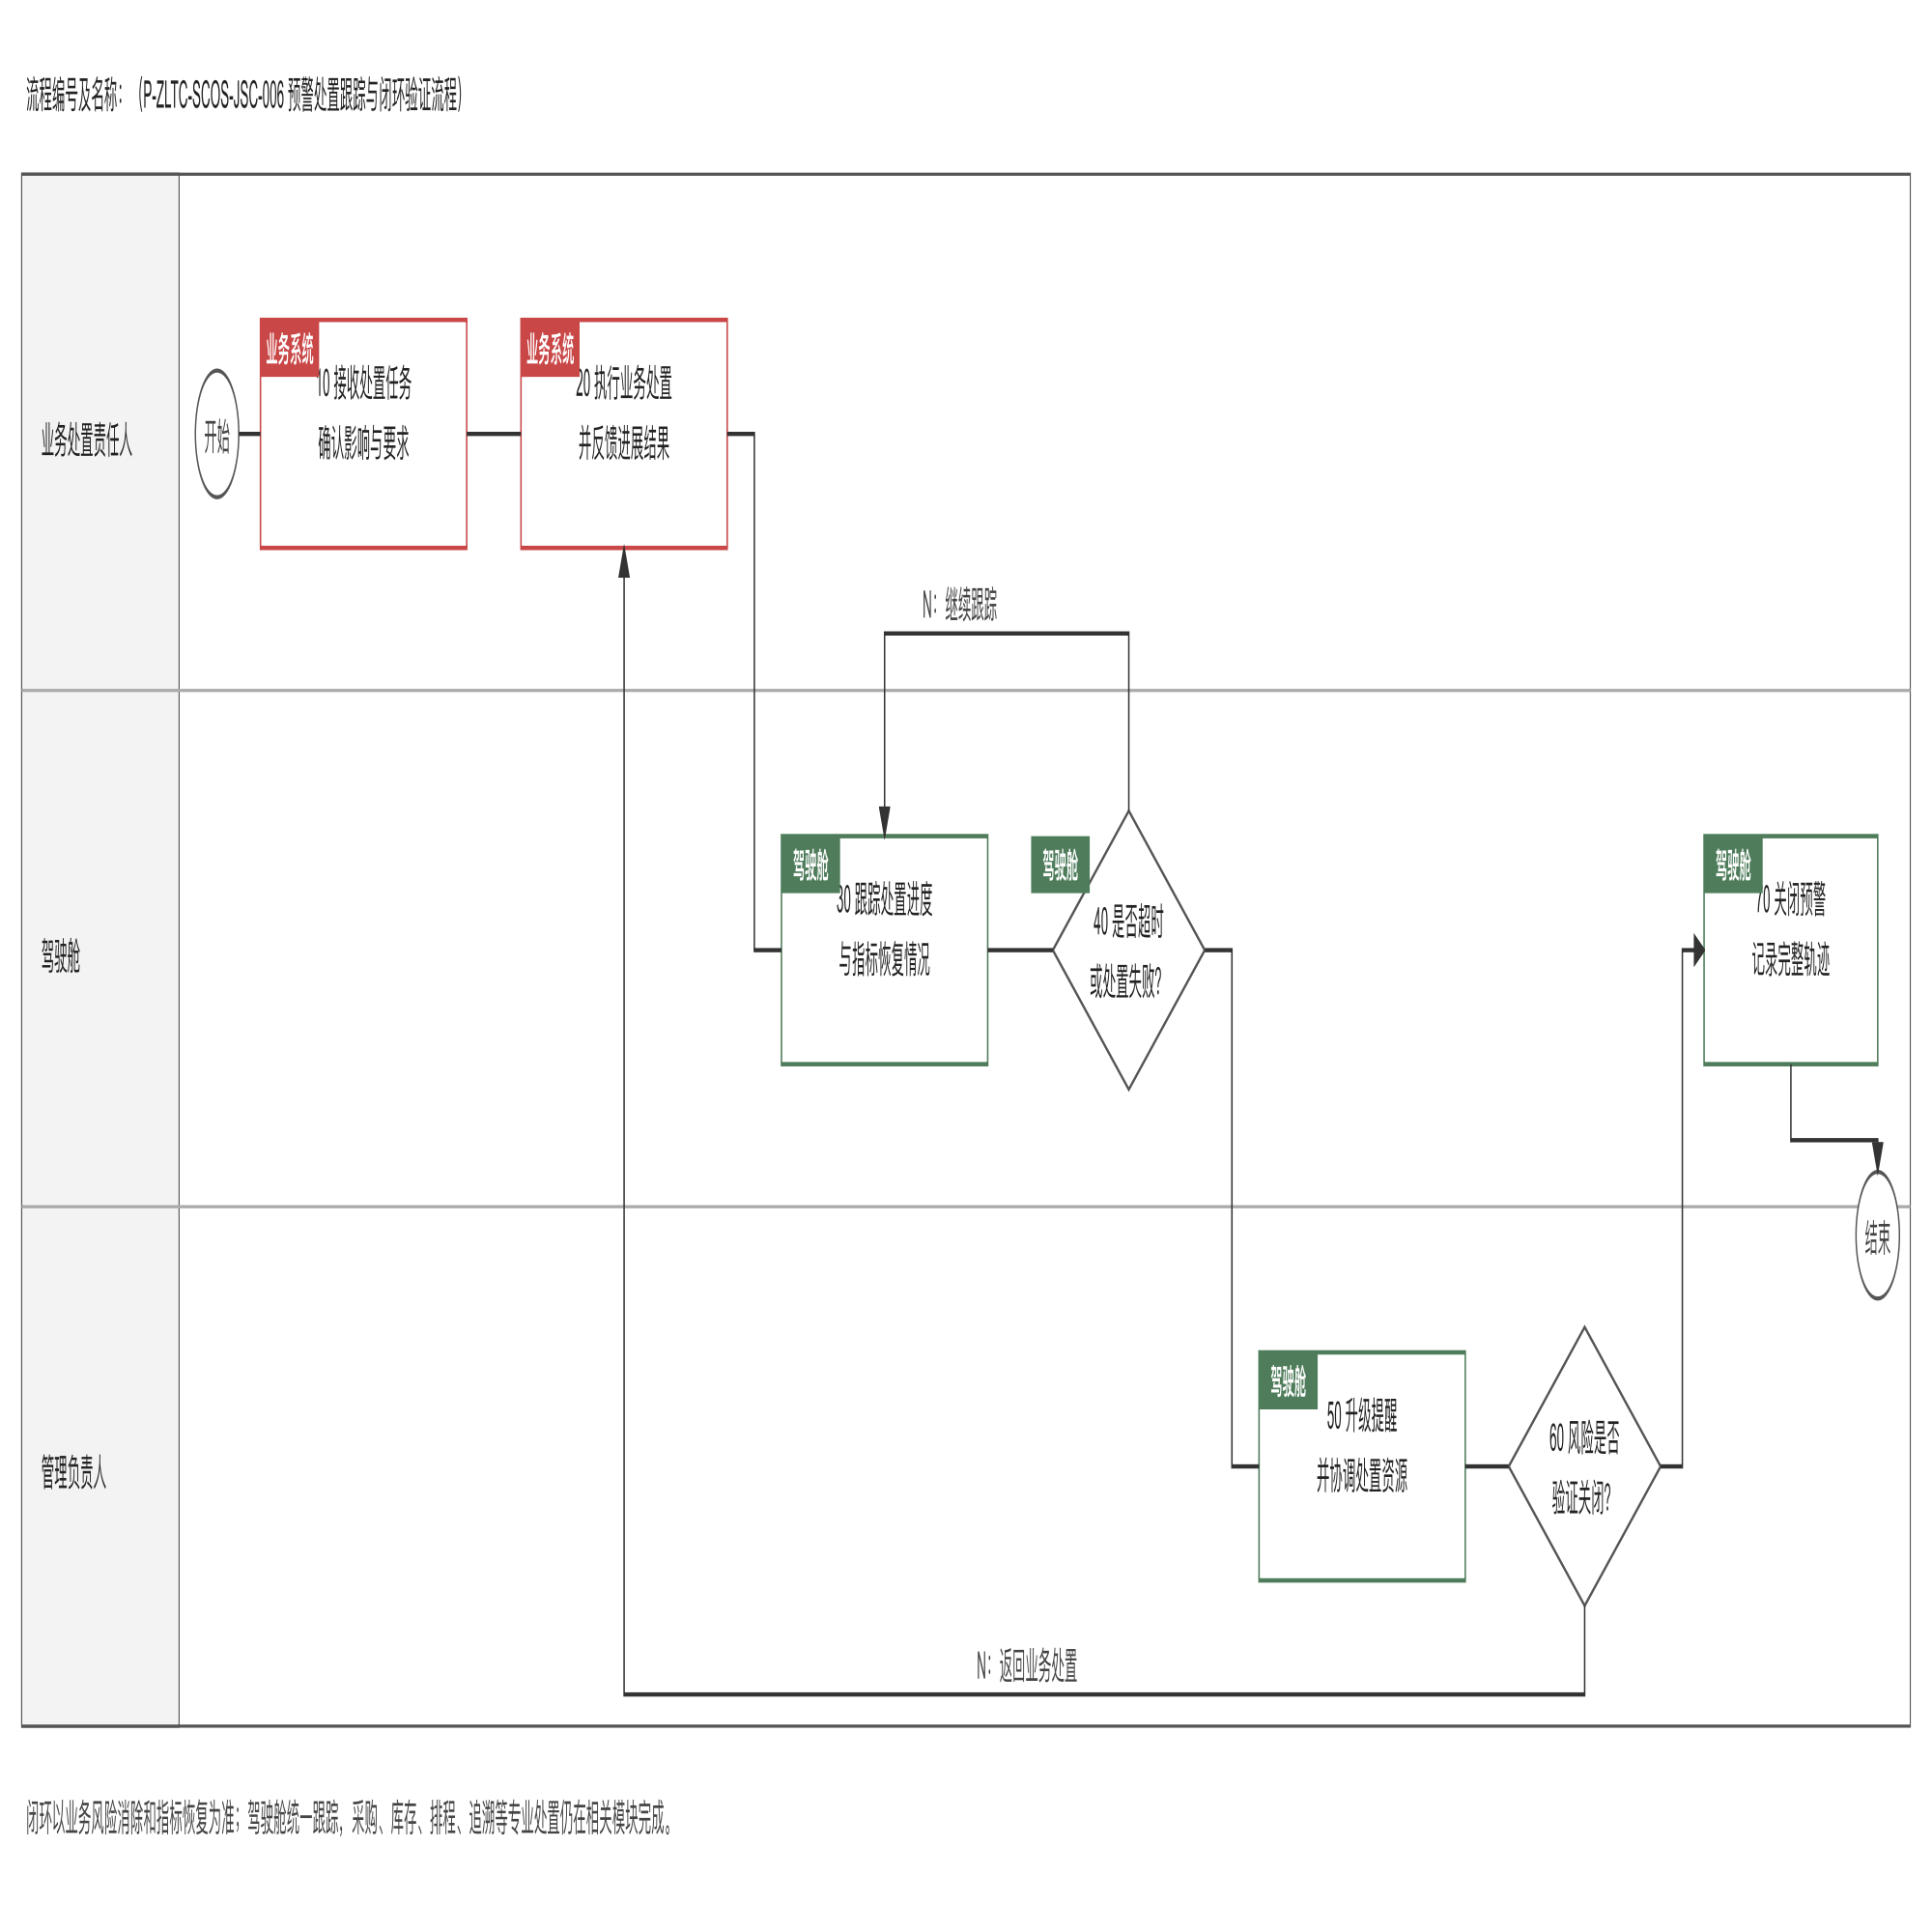 流程编号及名称：（P-ZLTC-SCOS-JSC-006 预警处置跟踪与闭环验证流程）
业务处置责任人
开始
业务系统
10 接收处置任务
确认影响与要求
业务系统
20 执行业务处置
并反馈进展结果
N：继续跟踪
驾驶舱
驾驶舱
30 跟踪处置进度
与指标恢复情况
驾驶舱
40 是否超时
或处置失败？
驾驶舱
70 关闭预警
记录完整轨迹
结束
管理负责人
驾驶舱
50 升级提醒
并协调处置资源
60 风险是否
验证关闭？
N：返回业务处置
闭环以业务风险消除和指标恢复为准；驾驶舱统一跟踪，采购、库存、排程、追溯等专业处置仍在相关模块完成。